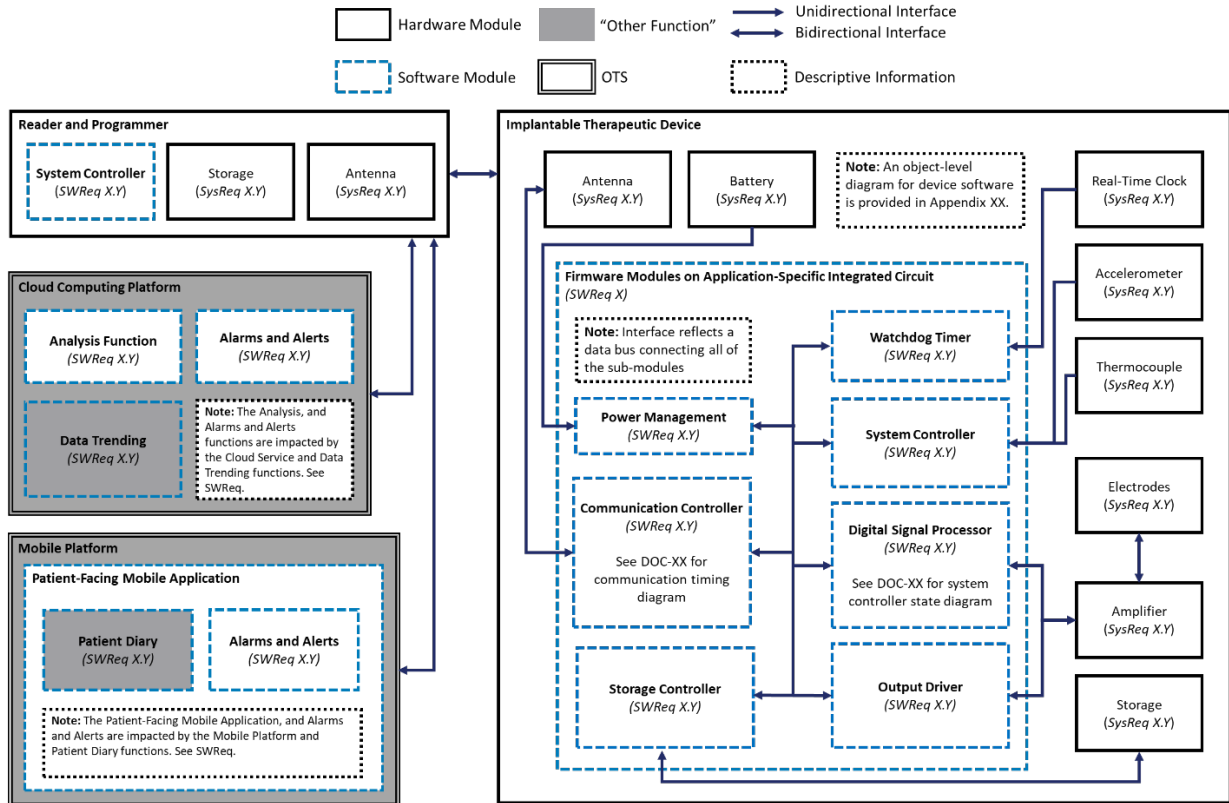 Hardware Module
“Other Function”
Unidirectional Interface
Bidirectional Interface
Software Module
OTS
Descriptive Information
Reader and Programmer
System Controller
(SWReq X.Y)
Storage
(SysReq X.Y)
Antenna
(SysReq X.Y)
Cloud Computing Platform
Analysis Function
(SWReq X.Y)
Alarms and Alerts
(SWReq X.Y)
Data Trending
(SWReq X.Y)
Note: The Analysis, and
Alarms and Alerts
functions are impacted by
the Cloud Service and Data
Trending functions. See
SWReq.
Mobile Platform
Patient-Facing Mobile Application
Patient Diary
(SWReq X.Y)
Alarms and Alerts
(SWReq X.Y)
Note: The Patient-Facing Mobile Application, and Alarms
and Alerts are impacted by the Mobile Platform and
Patient Diary functions. See SWReq.
Implantable Therapeutic Device
Antenna
(SysReq X.Y)
Battery
(SysReq X.Y)
Note: An object-level
diagram for device software
is provided in Appendix XX.
Real-Time Clock
(SysReq X.Y)
Accelerometer
(SysReq X.Y)
Thermocouple
(SysReq X.Y)
Electrodes
(SysReq X.Y)
Amplifier
(SysReq X.Y)
Storage
(SysReq X.Y)
Firmware Modules on Application-Specific Integrated Circuit
(SWReq X)
Note: Interface reflects a
data bus connecting all of
the sub-modules
Watchdog Timer
(SWReq X.Y)
Power Management
(SWReq X.Y)
System Controller
(SWReq X.Y)
Communication Controller
(SWReq X.Y)
See DOC-XX for
communication timing
diagram
Digital Signal Processor
(SWReq X.Y)
See DOC-XX for system
controller state diagram
Storage Controller
(SWReq X.Y)
Output Driver
(SWReq X.Y)